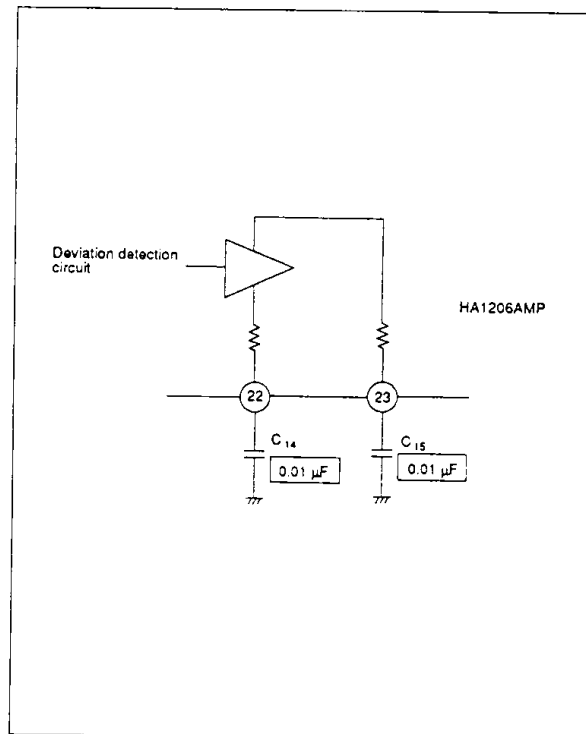 Deviation detection
circuit
HA1206AMP
22
23
C14
C15
0.01 µF
0.01 µF